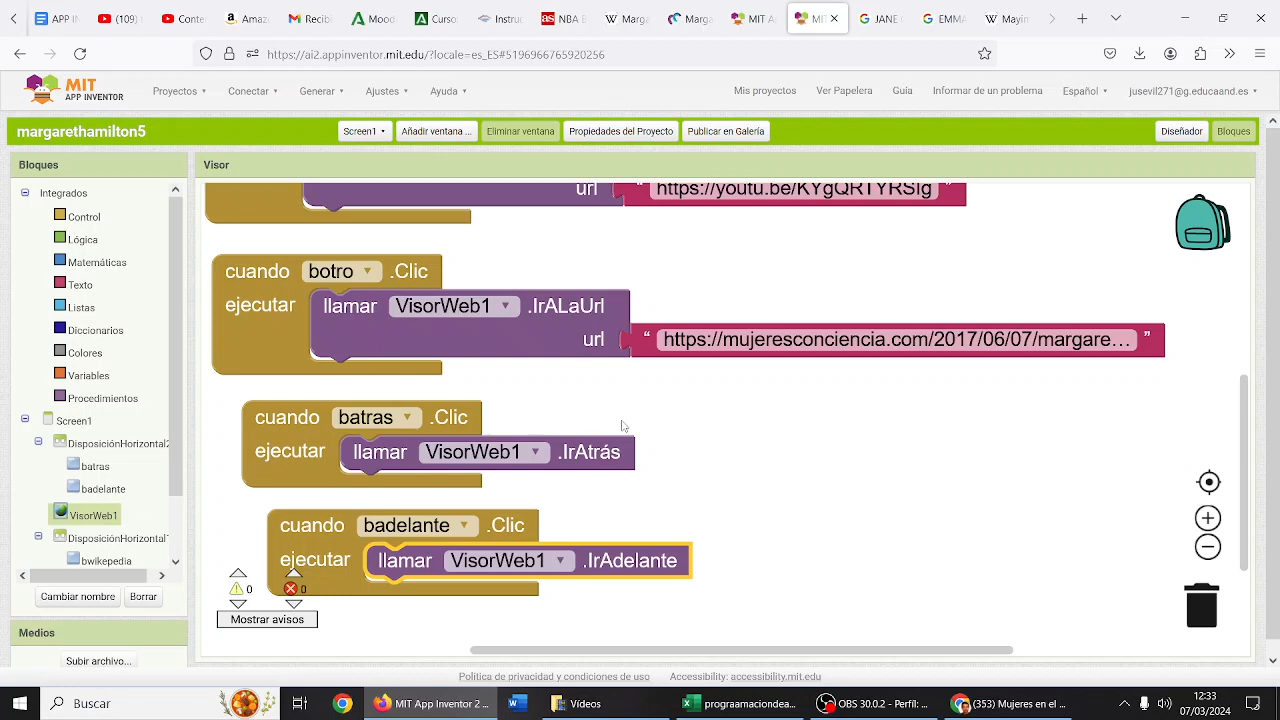 APP IN
(109)
Conte
Amaz
Recib
Moo
Curso
Instruc
NBA E
Marga
Marga
MIT A
MIT
JANE
EMMA
Mayin
https://ai2.appinventor.mit.edu/?locale=es_ES#5196966765920256
MIT
APP INVENTOR
Proyectos
Conectar
Generar
Ajustes
Ayuda
Mis proyectos
Ver Papelera
Guía
Informar de un problema
Español
jusevil271@g.educaand.es
margarethamilton5
Screen1
Añadir ventana ...
Eliminar ventana
Propiedades del Proyecto
Publicar en Galería
Diseñador
Bloques
Bloques
Visor
Integrados
Control
Lógica
Matemáticas
Texto
Listas
Diccionarios
Colores
Variables
Procedimientos
Screen1
DisposiciónHorizontal2
batras
badelante
VisorWeb1
DisposiciónHorizontal
bwikepedia
Cambiar nombre
Borrar
Medios
Subir archivo...
url
“ https://youtu.be/KYgQRTYRSIg
cuando botro .Clic
ejecutar llamar VisorWeb1 .IrALaUrl
url “ https://mujeresconciencia.com/2017/06/07/margare… ”
cuando batras .Clic
ejecutar llamar VisorWeb1 .IrAtrás
cuando badelante .Clic
ejecutar llamar VisorWeb1 .IrAdelante
0
0
Mostrar avisos
Política de privacidad y condiciones de uso
Accessibility: accessibility.mit.edu
Buscar
MIT App Inventor 2 ...
Videos
programaciondea...
OBS 30.0.2 - Perfil: ...
(353) Mujeres en el ...
12:33
07/03/2024